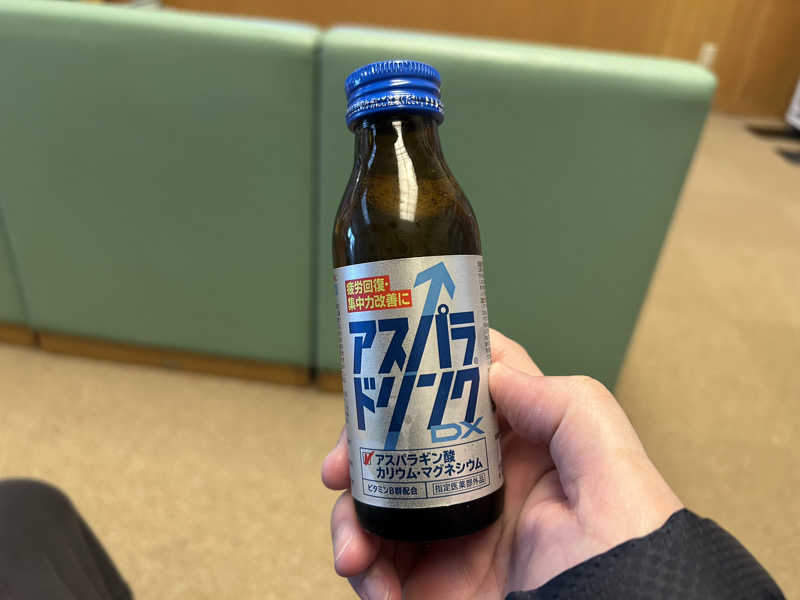 疲労回復・
集中力改善に
アスパラ
ドリンク
DX
アスパラギン酸
カリウム・マグネシウム
ビタミンB群配合
指定医薬部外品